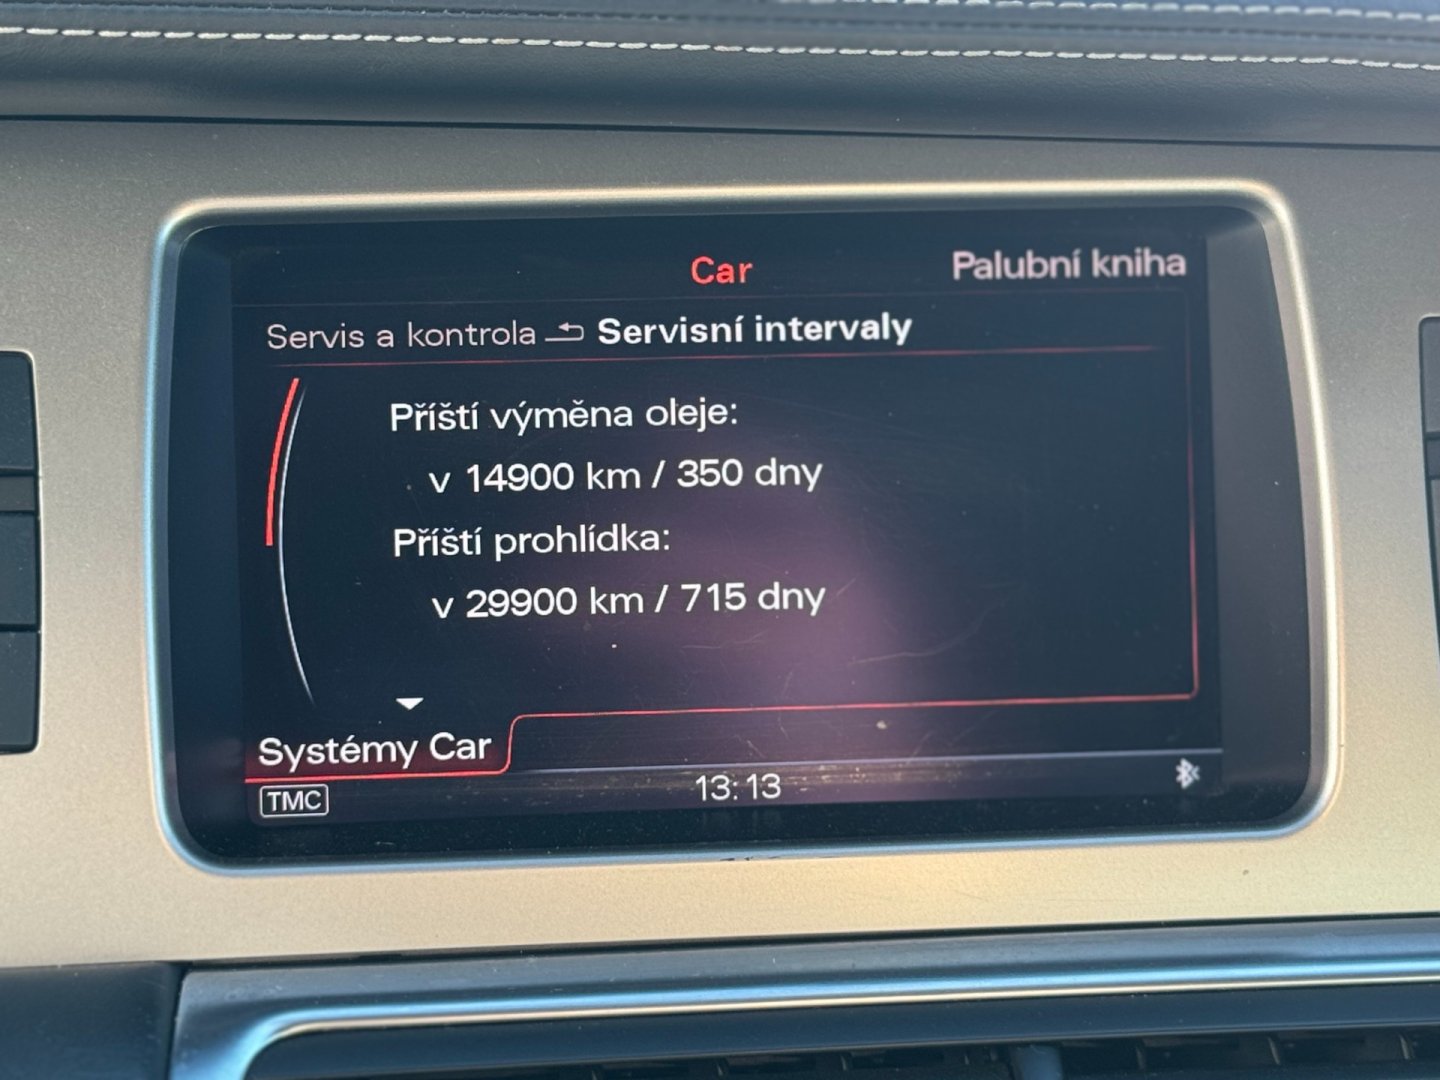 Car
Palubní kniha
Servis a kontrola Servisní intervaly
Příští výměna oleje:
v 14900 km / 350 dny
Příští prohlídka:
v 29900 km / 715 dny
Systémy Car
TMC
13:13